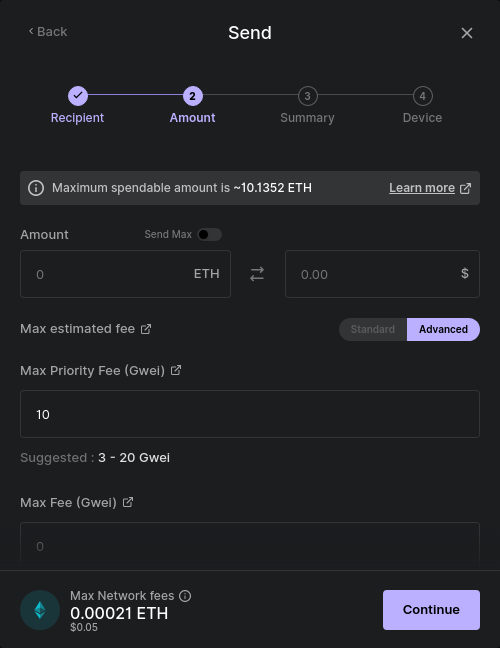 Back
Send
2
3
4
Recipient
Amount
Summary
Device
Maximum spendable amount is ~10.1352 ETH
Learn more
Amount
Send Max
0
ETH
0.00
$
Max estimated fee
Standard
Advanced
Max Priority Fee (Gwei)
10
Suggested : 3 - 20 Gwei
Max Fee (Gwei)
0
Max Network fees
0.00021 ETH
$0.05
Continue